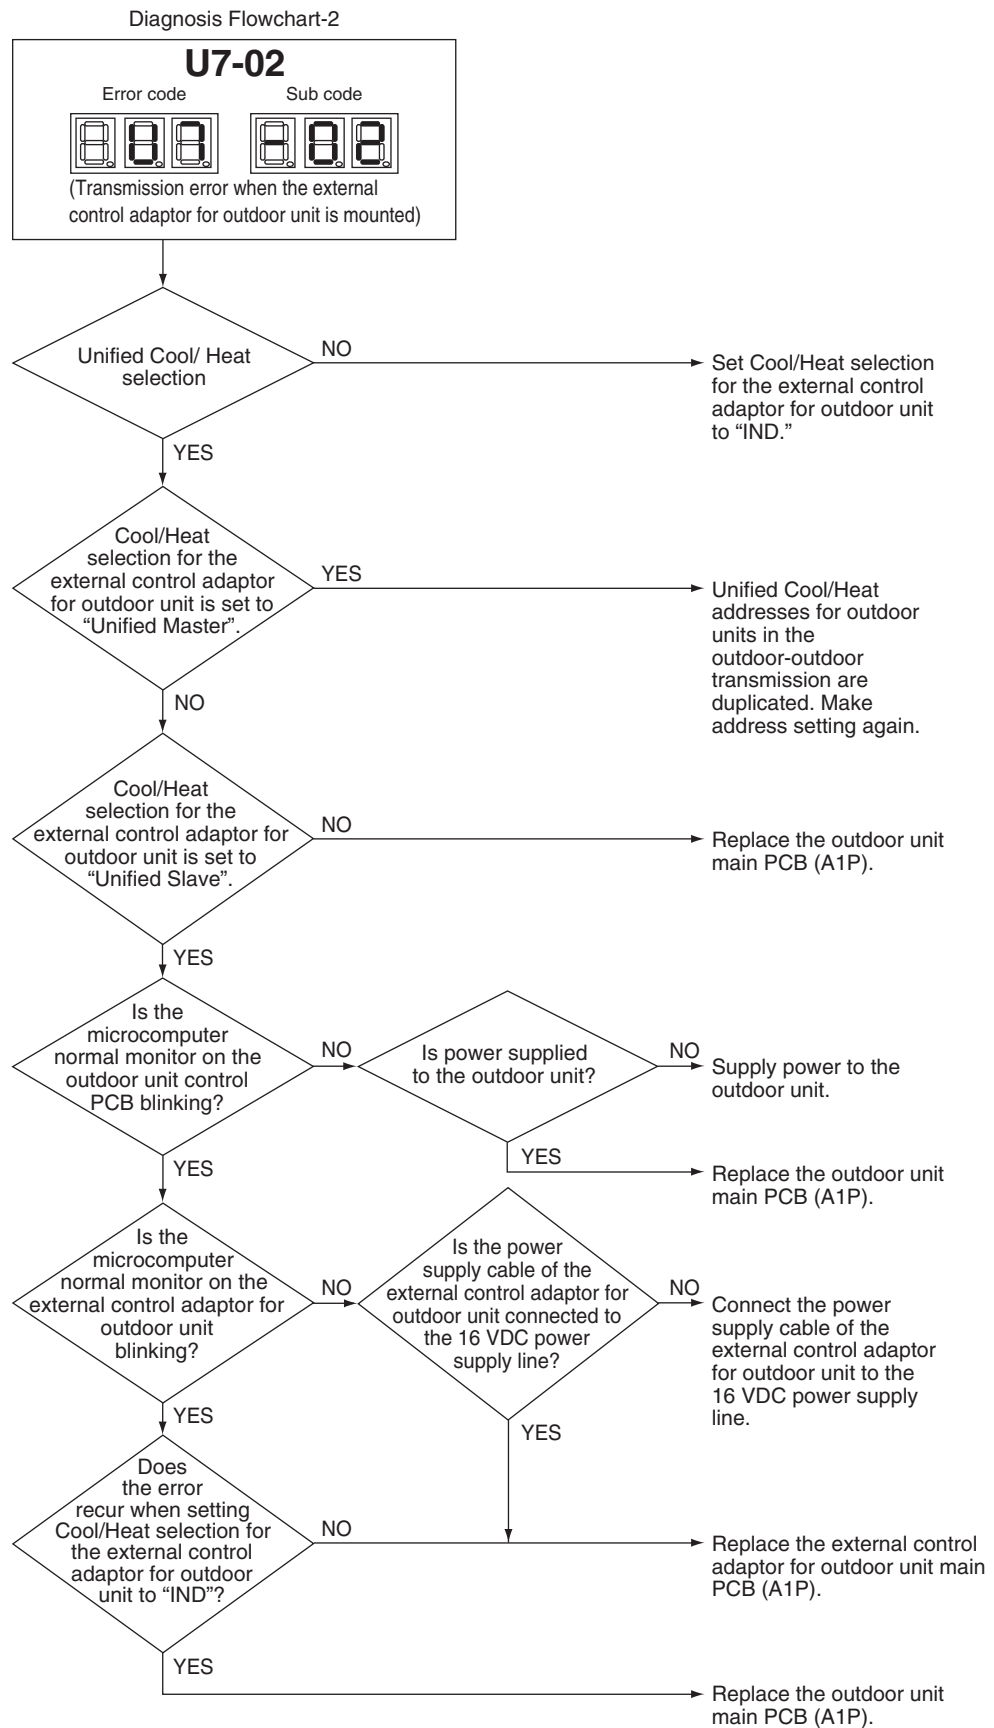 Diagnosis Flowchart-2
U7-02
Error code
Sub code
U7
-02
(Transmission error when the external
control adaptor for outdoor unit is mounted)
Unified Cool/ Heat
selection
NO
Set Cool/Heat selection
for the external control
adaptor for outdoor unit
to “IND.”
YES
Cool/Heat
selection for the
external control adaptor
for outdoor unit is set to
“Unified Master”.
YES
Unified Cool/Heat
addresses for outdoor
units in the
outdoor-outdoor
transmission are
duplicated. Make
address setting again.
NO
Cool/Heat
selection for the
external control adaptor for
outdoor unit is set to
“Unified Slave”.
NO
Replace the outdoor unit
main PCB (A1P).
YES
Is the
microcomputer
normal monitor on the
outdoor unit control
PCB blinking?
NO
Is power supplied
to the outdoor unit?
NO
Supply power to the
outdoor unit.
YES
Replace the outdoor unit
main PCB (A1P).
YES
Is the
microcomputer
normal monitor on the
external control adaptor for
outdoor unit
blinking?
NO
Is the power
supply cable of the
external control adaptor for
outdoor unit connected to
the 16 VDC power
supply line?
NO
Connect the power
supply cable of the
external control adaptor
for outdoor unit to the
16 VDC power supply
line.
YES
YES
Does
the error
recur when setting
Cool/Heat selection for
the external control
adaptor for outdoor
unit to “IND”?
NO
Replace the external control
adaptor for outdoor unit main
PCB (A1P).
YES
Replace the outdoor unit
main PCB (A1P).